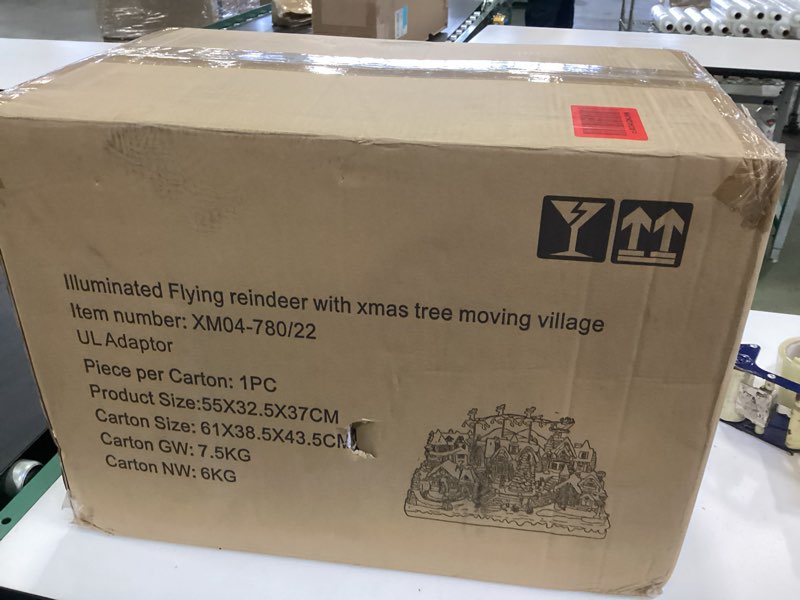 Illuminated Flying reindeer with xmas tree moving village
Item number: XM04-780/22
UL Adaptor
Piece per Carton: 1PC
Product Size:55X32.5X37CM
Carton Size: 61X38.5X43.5CM
Carton GW: 7.5KG
Carton NW: 6KG